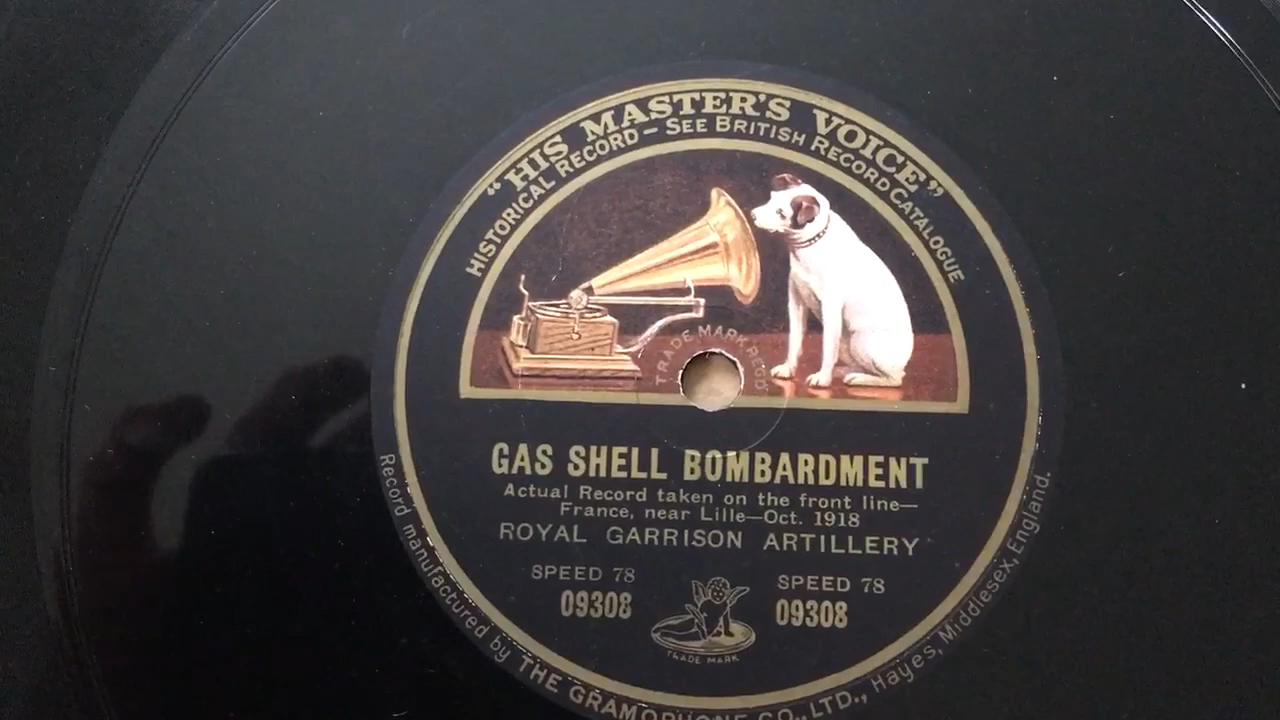 "HIS MASTER'S VOICE"
HISTORICAL RECORD – SEE BRITISH RECORD CATALOGUE
TRADE MARK REGD
GAS SHELL BOMBARDMENT
Actual Record taken on the front line—
France, near Lille—Oct. 1918
ROYAL GARRISON ARTILLERY
SPEED 78 SPEED 78
09308 09308
TRADE MARK
Record manufactured by THE GRAMOPHONE CO., LTD., Hayes, Middlesex, England.